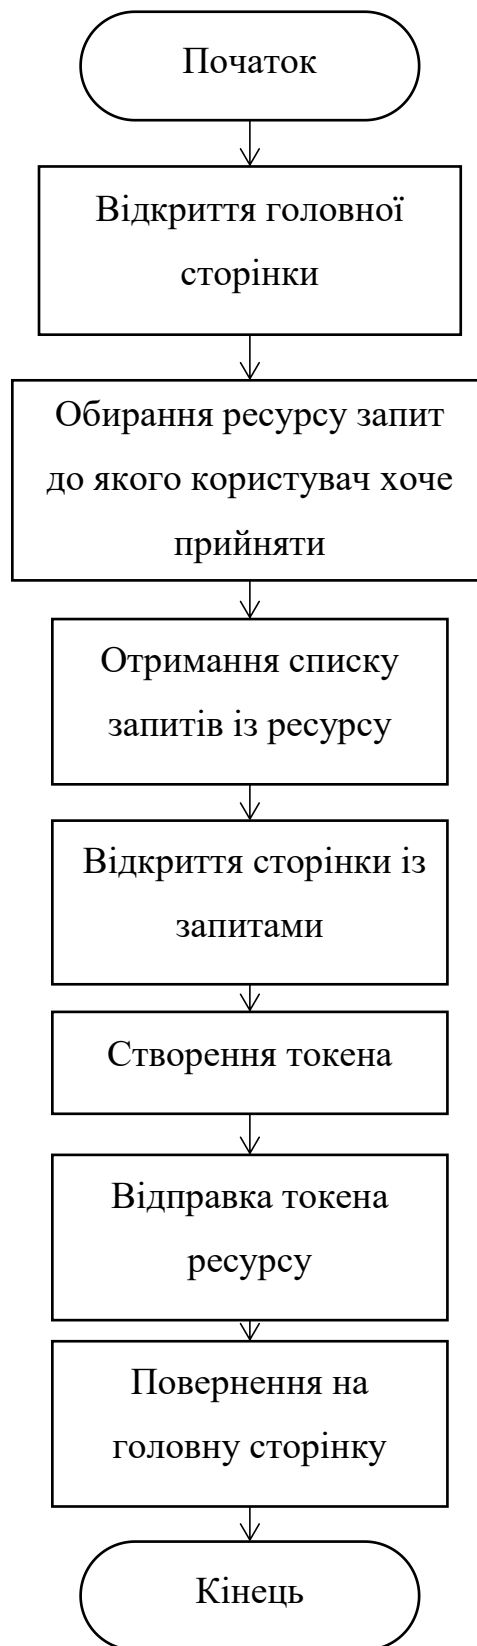 Початок
Відкриття головної
сторінки
Обирання ресурсу запит
до якого користувач хоче
прийняти
Отримання списку
запитів із ресурсу
Відкриття сторінки із
запитами
Створення токена
Відправка токена
ресурсу
Повернення на
головну сторінку
Кінець